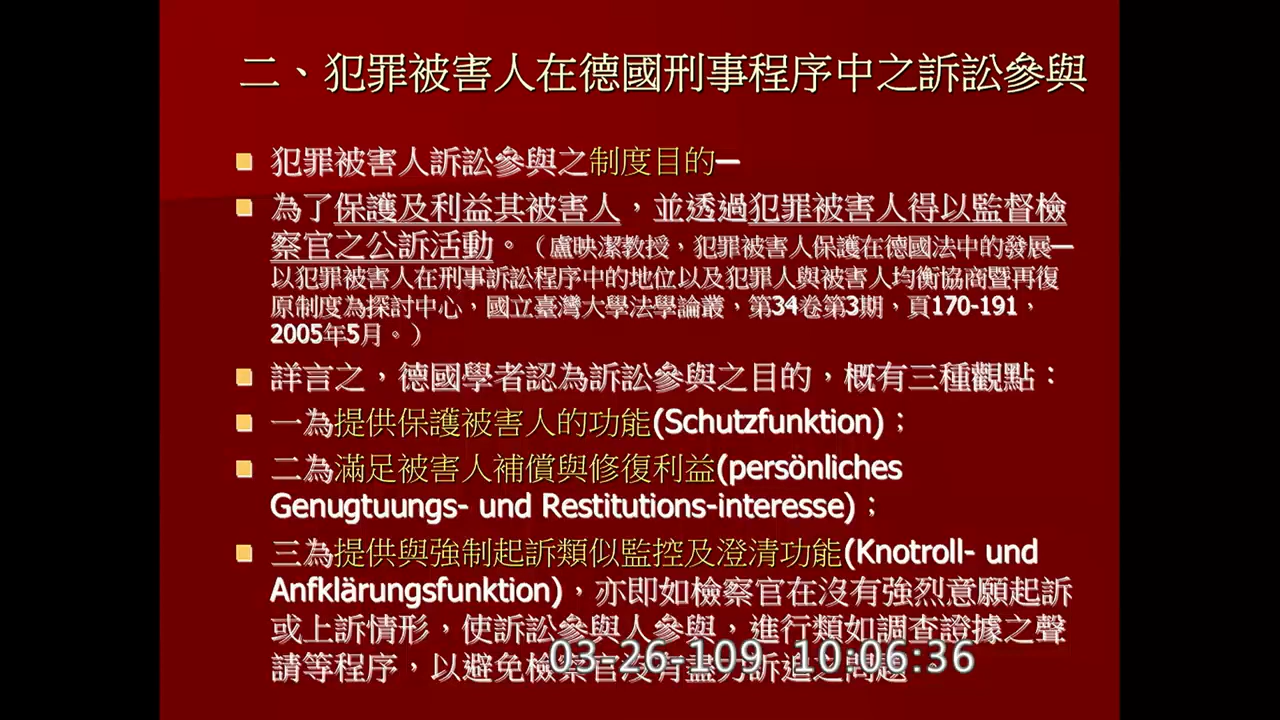 二、犯罪被害人在德國刑事程序中之訴訟參與
犯罪被害人訴訟參與之制度目的—
為了保護及利益其被害人，並透過犯罪被害人得以監督檢
察官之公訴活動。（盧映潔教授，犯罪被害人保護在德國法中的發展—
以犯罪被害人在刑事訴訟程序中的地位以及犯罪人與被害人均衡協商暨再復
原制度為探討中心，國立臺灣大學法學論叢，第34卷第3期，頁170-191，
2005年5月。）
詳言之，德國學者認為訴訟參與之目的，概有三種觀點：
一為提供保護被害人的功能(Schutzfunktion)；
二為滿足被害人補償與修復利益(persönliches
Genugtuungs- und Restitutions-interesse)；
三為提供與強制起訴類似監控及澄清功能(Knotroll- und
Anfklärungsfunktion)，亦即如檢察官在沒有強烈意願起訴
或上訴情形，使訴訟參與人參與，進行類如調查證據之聲
請等程序，以避免檢察官沒有盡力訴追之問題
03-26-109 10:06:36